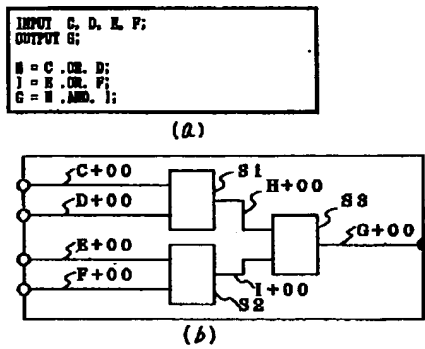 INPUT C, D, E, F;
OUTPUT G;
H = C .OR. D;
I = E .OR. F;
G = H .AND. I;
(a)
C+00 S1
D+00 H+00
S3
E+00 G+00
F+00 I+00
S2
(b)